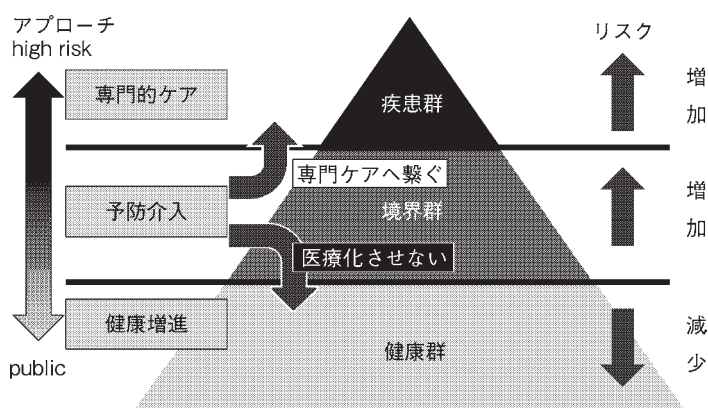 アプローチ
high risk
リスク
専門的ケア
疾患群
増
加
専門ケアへ繋ぐ
予防介入
境界群
増
加
医療化させない
健康増進
健康群
減
少
public